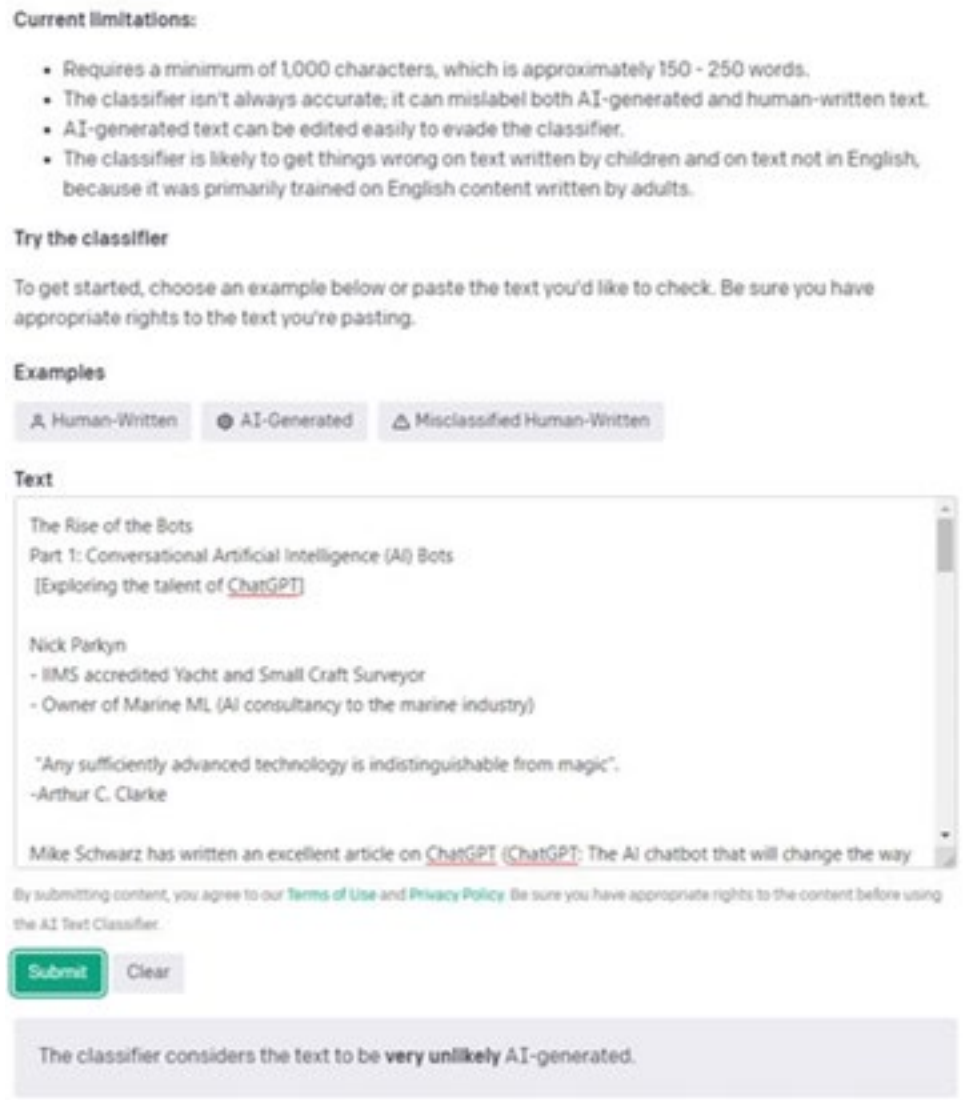 Current limitations:
• Requires a minimum of 1,000 characters, which is approximately 150 - 250 words.
• The classifier isn't always accurate; it can mislabel both AI-generated and human-written text.
• AI-generated text can be edited easily to evade the classifier.
• The classifier is likely to get things wrong on text written by children and on text not in English,
because it was primarily trained on English content written by adults.
Try the classifier
To get started, choose an example below or paste the text you'd like to check. Be sure you have
appropriate rights to the text you're pasting.
Examples
Human-Written AI-Generated Misclassified Human-Written
Text
The Rise of the Bots
Part 1: Conversational Artificial Intelligence (AI) Bots
[Exploring the talent of ChatGPT]
Nick Parkyn
- IIMS accredited Yacht and Small Craft Surveyor
- Owner of Marine ML (AI consultancy to the marine industry)
"Any sufficiently advanced technology is indistinguishable from magic".
-Arthur C. Clarke
Mike Schwarz has written an excellent article on ChatGPT (ChatGPT: The AI chatbot that will change the way
By submitting content, you agree to our Terms of Use and Privacy Policy. Be sure you have appropriate rights to the content before using
the AI Text Classifier.
Submit Clear
The classifier considers the text to be very unlikely AI-generated.